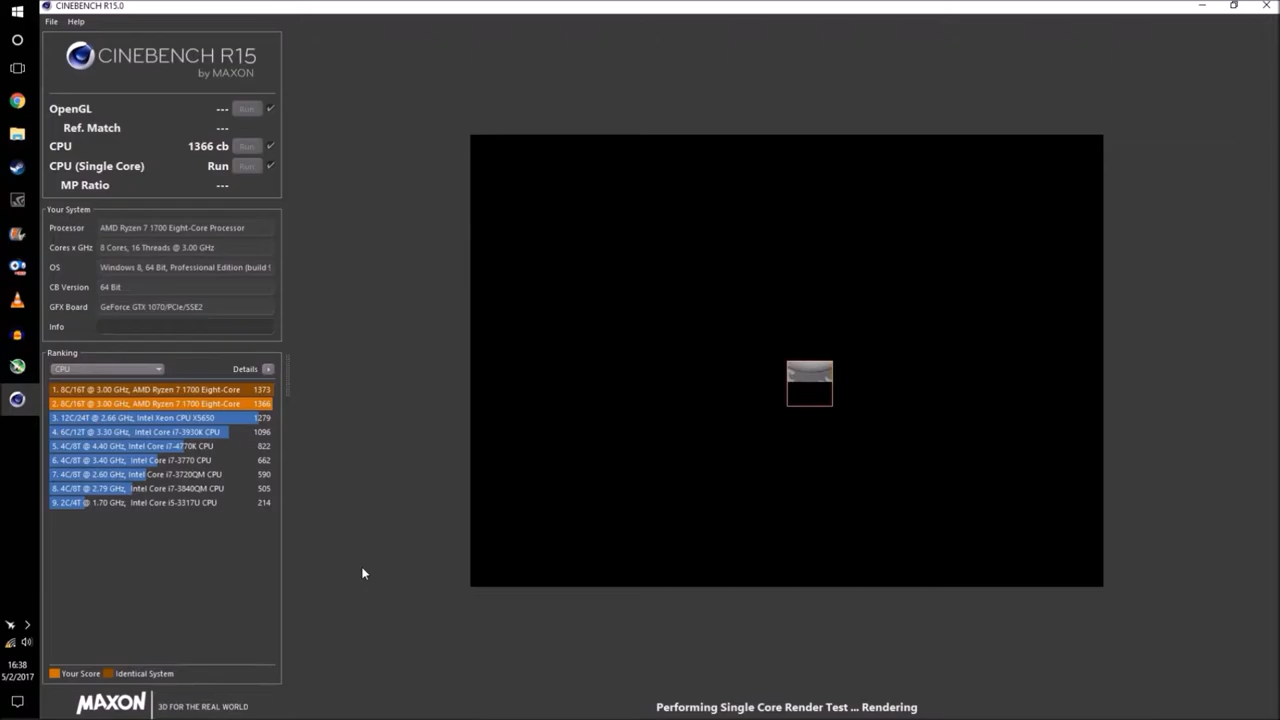 CINEBENCH R15.0
File Help
CINEBENCH R15
by MAXON
OpenGL --- Run
Ref. Match ---
CPU 1366 cb Run
CPU (Single Core) Run Run
MP Ratio ---
Your System
Processor AMD Ryzen 7 1700 Eight-Core Processor
Cores x GHz 8 Cores, 16 Threads @ 3.00 GHz
OS Windows 8, 64 Bit, Professional Edition (build
CB Version 64 Bit
GFX Board GeForce GTX 1070/PCIe/SSE2
Info
Ranking
CPU Details
1. 8C/16T @ 3.00 GHz, AMD Ryzen 7 1700 Eight-Core 1373
2. 8C/16T @ 3.00 GHz, AMD Ryzen 7 1700 Eight-Core 1366
3. 12C/24T @ 2.66 GHz, Intel Xeon CPU X5650 1279
4. 6C/12T @ 3.30 GHz, Intel Core i7-3930K CPU 1096
5. 4C/8T @ 4.40 GHz, Intel Core i7-4770K CPU 822
6. 4C/8T @ 3.40 GHz, Intel Core i7-3770 CPU 662
7. 4C/8T @ 2.60 GHz, Intel Core i7-3720QM CPU 590
8. 4C/8T @ 2.79 GHz, Intel Core i7-3840QM CPU 505
9. 2C/4T @ 1.70 GHz, Intel Core i5-3317U CPU 214
Your Score Identical System
MAXON 3D FOR THE REAL WORLD
Performing Single Core Render Test ... Rendering
16:38
5/2/2017